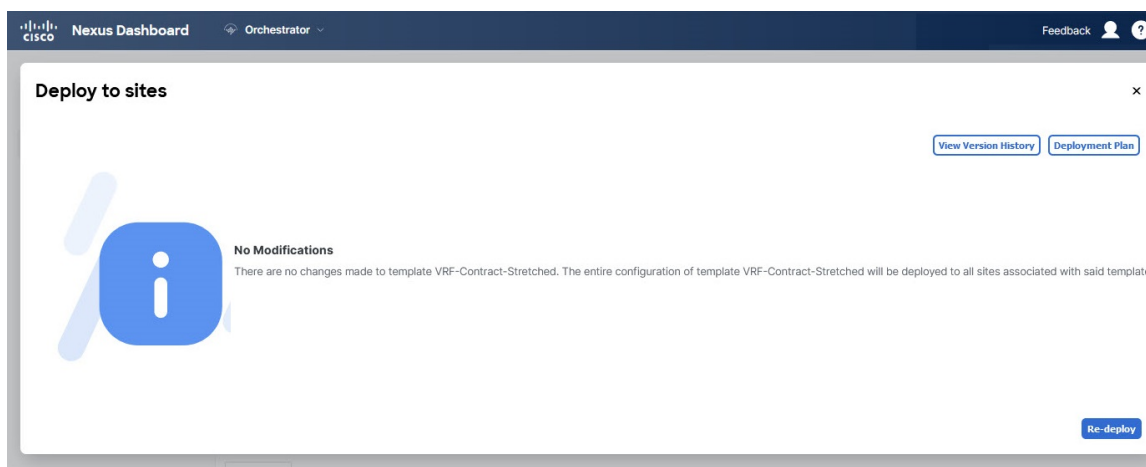 CISCO Nexus Dashboard Orchestrator Feedback ?
Deploy to sites
View Version History Deployment Plan
No Modifications
There are no changes made to template VRF-Contract-Stretched. The entire configuration of template VRF-Contract-Stretched will be deployed to all sites associated with said template
Re-deploy